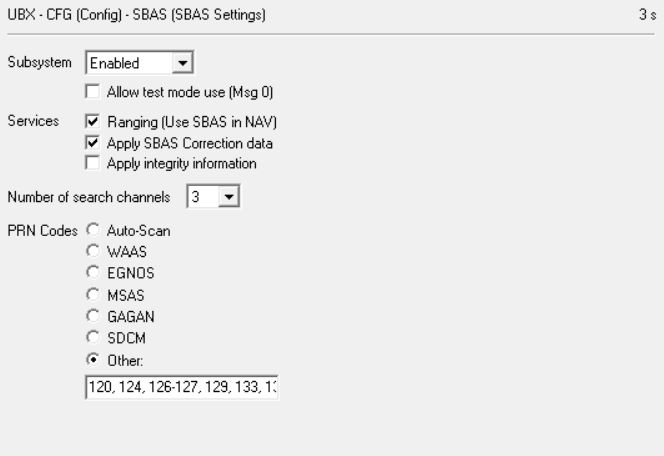 UBX - CFG (Config) - SBAS (SBAS Settings) 3 s
Subsystem Enabled
Allow test mode use (Msg 0)
Services Ranging (Use SBAS in NAV)
Apply SBAS Correction data
Apply integrity information
Number of search channels 3
PRN Codes Auto-Scan
WAAS
EGNOS
MSAS
GAGAN
SDCM
Other:
120, 124, 126-127, 129, 133,